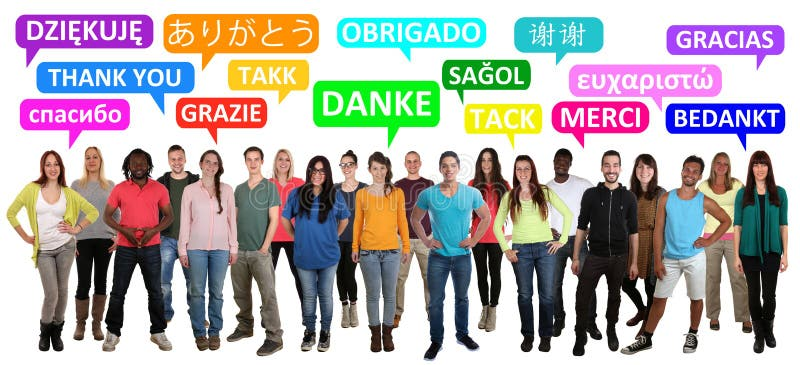 DZIĘKUJĘ
ありがとう
OBRIGADO
谢谢
GRACIAS
THANK YOU
TAKK
SAĞOL
ευχαριστώ
спасибо
GRAZIE
DANKE
TACK
MERCI
BEDANKT